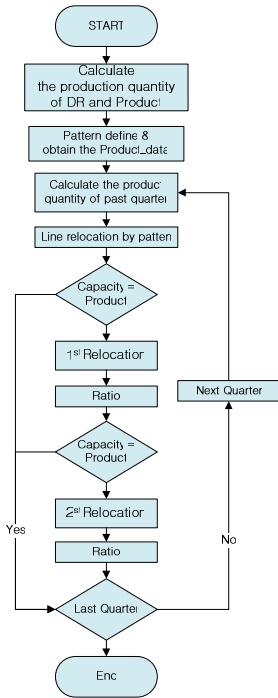 START
Calculate
the production quantity
of DR and Product
Pattern define &
obtain the Product_data
Calculate the product
quantity of past quarter
Line relocation by patten
Capacity =
Product
1st Relocation
Ratio
Next Quarter
Capacity =
Product
2st Relocation
Yes
No
Ratio
Last Quarter
End